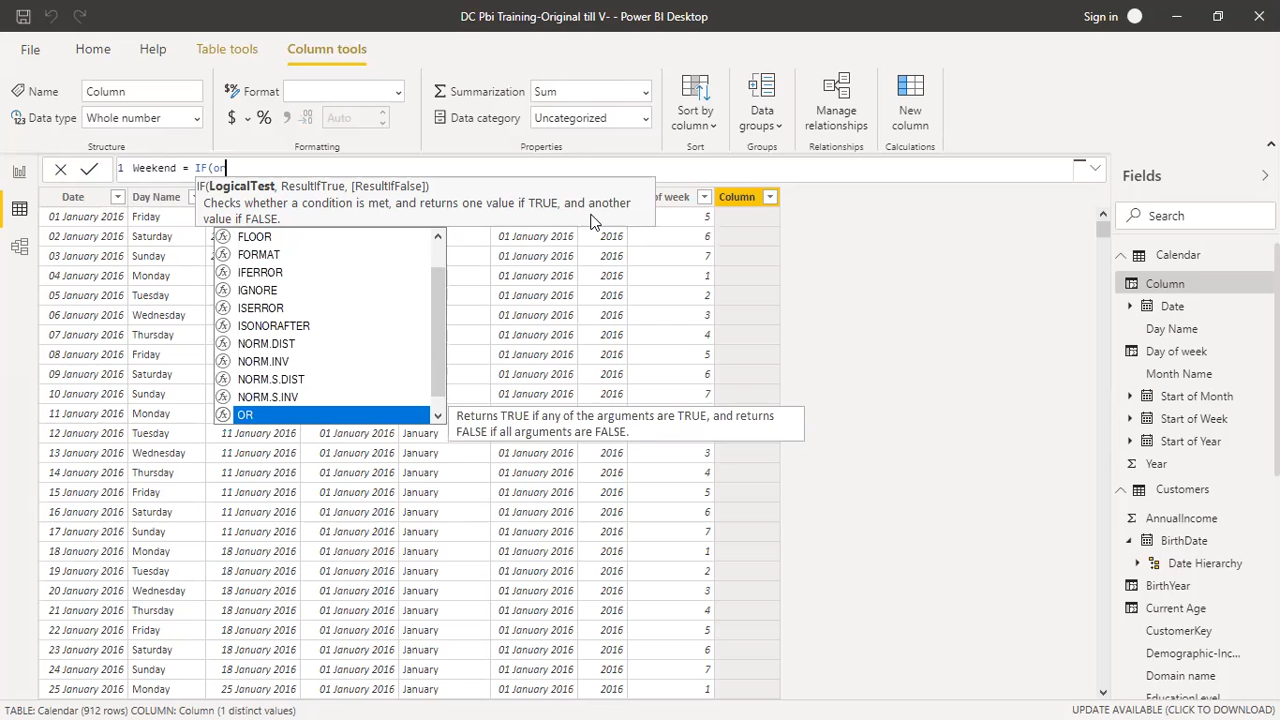 DC Pbi Training-Original till V- - Power BI Desktop
Sign in
File Home Help Table tools Column tools
Name Column
Format
Summarization Sum
Data type Whole number
$ % Auto
Data category Uncategorized
Sort by column
Data groups
Manage relationships
New column
Structure Formatting Properties Sort Groups Relationships Calculations
1 Weekend = IF(or
IF(LogicalTest, ResultIfTrue, [ResultIfFalse])
Checks whether a condition is met, and returns one value if TRUE, and another
value if FALSE.
Date Day Name of week Column
FLOOR
FORMAT
IFERROR
IGNORE
ISERROR
ISONORAFTER
NORM.DIST
NORM.INV
NORM.S.DIST
NORM.S.INV
OR
Returns TRUE if any of the arguments are TRUE, and returns
FALSE if all arguments are FALSE.
01 January 2016 Friday 5
02 January 2016 Saturday 2 01 January 2016 2016 6
03 January 2016 Sunday 01 January 2016 2016 7
04 January 2016 Monday 01 January 2016 2016 1
05 January 2016 Tuesday 01 January 2016 2016 2
06 January 2016 Wednesday 01 January 2016 2016 3
07 January 2016 Thursday 01 January 2016 2016 4
08 January 2016 Friday 01 January 2016 2016 5
09 January 2016 Saturday 01 January 2016 2016 6
10 January 2016 Sunday 01 January 2016 2016 7
11 January 2016 Monday
12 January 2016 Tuesday 11 January 2016 01 January 2016 January
13 January 2016 Wednesday 11 January 2016 01 January 2016 January 01 January 2016 2016 3
14 January 2016 Thursday 11 January 2016 01 January 2016 January 01 January 2016 2016 4
15 January 2016 Friday 11 January 2016 01 January 2016 January 01 January 2016 2016 5
16 January 2016 Saturday 11 January 2016 01 January 2016 January 01 January 2016 2016 6
17 January 2016 Sunday 11 January 2016 01 January 2016 January 01 January 2016 2016 7
18 January 2016 Monday 18 January 2016 01 January 2016 January 01 January 2016 2016 1
19 January 2016 Tuesday 18 January 2016 01 January 2016 January 01 January 2016 2016 2
20 January 2016 Wednesday 18 January 2016 01 January 2016 January 01 January 2016 2016 3
21 January 2016 Thursday 18 January 2016 01 January 2016 January 01 January 2016 2016 4
22 January 2016 Friday 18 January 2016 01 January 2016 January 01 January 2016 2016 5
23 January 2016 Saturday 18 January 2016 01 January 2016 January 01 January 2016 2016 6
24 January 2016 Sunday 18 January 2016 01 January 2016 January 01 January 2016 2016 7
25 January 2016 Monday 25 January 2016 01 January 2016 January 01 January 2016 2016 1
Fields
Search
Calendar
Column
Date
Day Name
Day of week
Month Name
Start of Month
Start of Week
Start of Year
Year
Customers
AnnualIncome
BirthDate
Date Hierarchy
BirthYear
Current Age
CustomerKey
Demographic-Inc...
Domain name
EducationLevel
TABLE: Calendar (912 rows) COLUMN: Column (1 distinct values)
UPDATE AVAILABLE (CLICK TO DOWNLOAD)